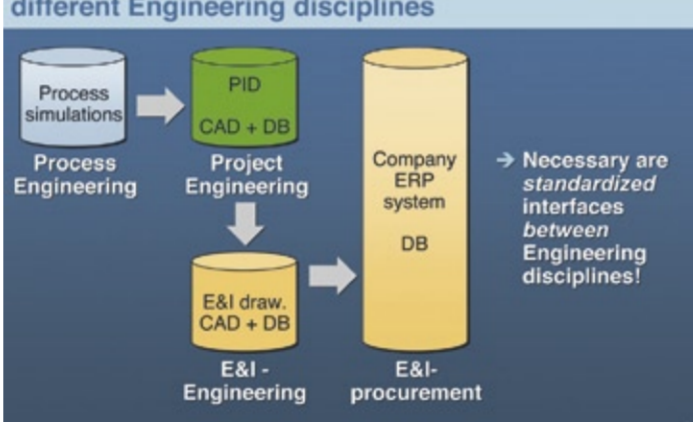 different Engineering disciplines
Process
simulations
Process
Engineering
PID
CAD + DB
Project
Engineering
E&I draw.
CAD + DB
E&I -
Engineering
Company
ERP
system
DB
E&I-
procurement
→ Necessary are
standardized
interfaces
between
Engineering
disciplines!